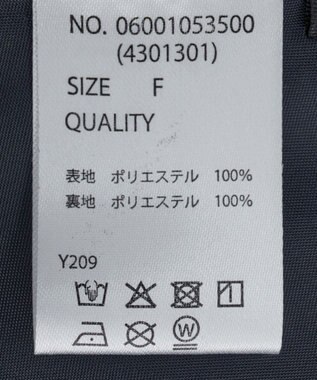 NO. 06001053500
(4301301)
SIZE F
QUALITY
表地 ポリエステル 100%
裏地 ポリエステル 100%
Y209
W